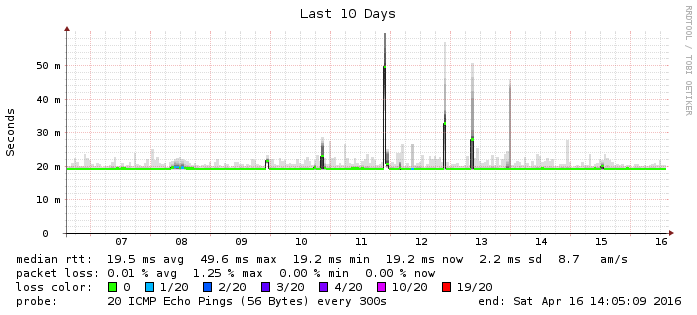 Last 10 Days
RRDTOOL / TOBI OETIKER
Seconds
50 m
40 m
30 m
20 m
10 m
0
07 08 09 10 11 12 13 14 15 16
median rtt: 19.5 ms avg 49.6 ms max 19.2 ms min 19.2 ms now 2.2 ms sd 8.7 am/s
packet loss: 0.01 % avg 1.25 % max 0.00 % min 0.00 % now
loss color: 0 1/20 2/20 3/20 4/20 10/20 19/20
probe: 20 ICMP Echo Pings (56 Bytes) every 300s end: Sat Apr 16 14:05:09 2016